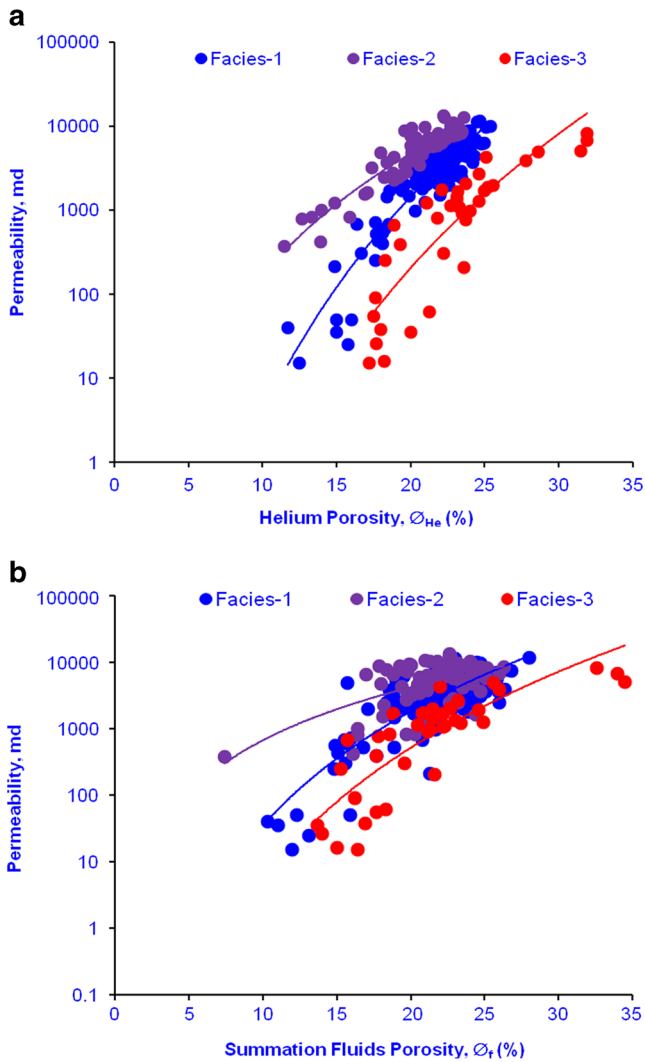 a
100000
Facies-1 Facies-2 Facies-3
10000
1000
100
10
1
Permeability, md
0 5 10 15 20 25 30 35
Helium Porosity, ∅He (%)
b
100000
Facies-1 Facies-2 Facies-3
10000
1000
100
10
1
0.1
Permeability, md
0 5 10 15 20 25 30 35
Summation Fluids Porosity, ∅f (%)